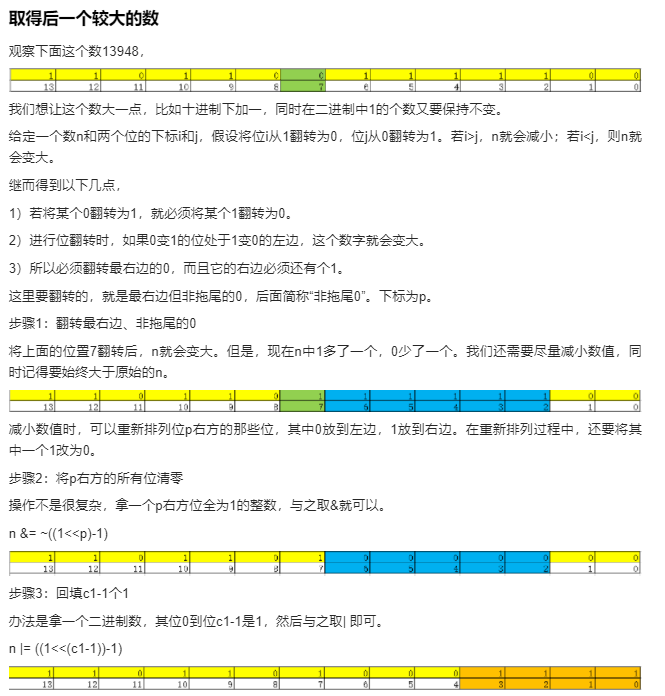 取得后一个较大的数
观察下面这个数13948，
1 1 0 1 1 0 0 1 1 1 1 1 0 0
13 12 11 10 9 8 7 6 5 4 3 2 1 0
我们想让这个数大一点，比如十进制下加一，同时在二进制中1的个数又要保持不变。
给定一个数n和两个位的下标i和j，假设将位i从1翻转为0，位j从0翻转为1。若i>j，n就会减小；若i<j，则n就
会变大。
继而得到以下几点，
1）若将某个0翻转为1，就必须将某个1翻转为0。
2）进行位翻转时，如果0变1的位处于1变0的左边，这个数字就会变大。
3）所以必须翻转最右边的0，而且它的右边必须还有个1。
这里要翻转的，就是最右边但非拖尾的0，后面简称“非拖尾0”。下标为p。
步骤1：翻转最右边、非拖尾的0
将上面的位置7翻转后，n就会变大。但是，现在n中1多了一个，0少了一个。我们还需要尽量减小数值，同
时记得要始终大于原始的n。
1 1 0 1 1 0 1 1 1 1 1 1 0 0
13 12 11 10 9 8 7 6 5 4 3 2 1 0
减小数值时，可以重新排列位p右方的那些位，其中0放到左边，1放到右边。在重新排列过程中，还要将其
中一个1改为0。
步骤2：将p右方的所有位清零
操作不是很复杂，拿一个p右方位全为1的整数，与之取&就可以。
n &= ~((1<<p)-1)
1 1 0 1 1 0 1 0 0 0 0 0 0 0
13 12 11 10 9 8 7 6 5 4 3 2 1 0
步骤3：回填c1-1个1
办法是拿一个二进制数，其位0到位c1-1是1，然后与之取| 即可。
n |= ((1<<(c1-1))-1)
1 1 0 1 1 0 1 0 0 0 1 1 1 1
13 12 11 10 9 8 7 6 5 4 3 2 1 0